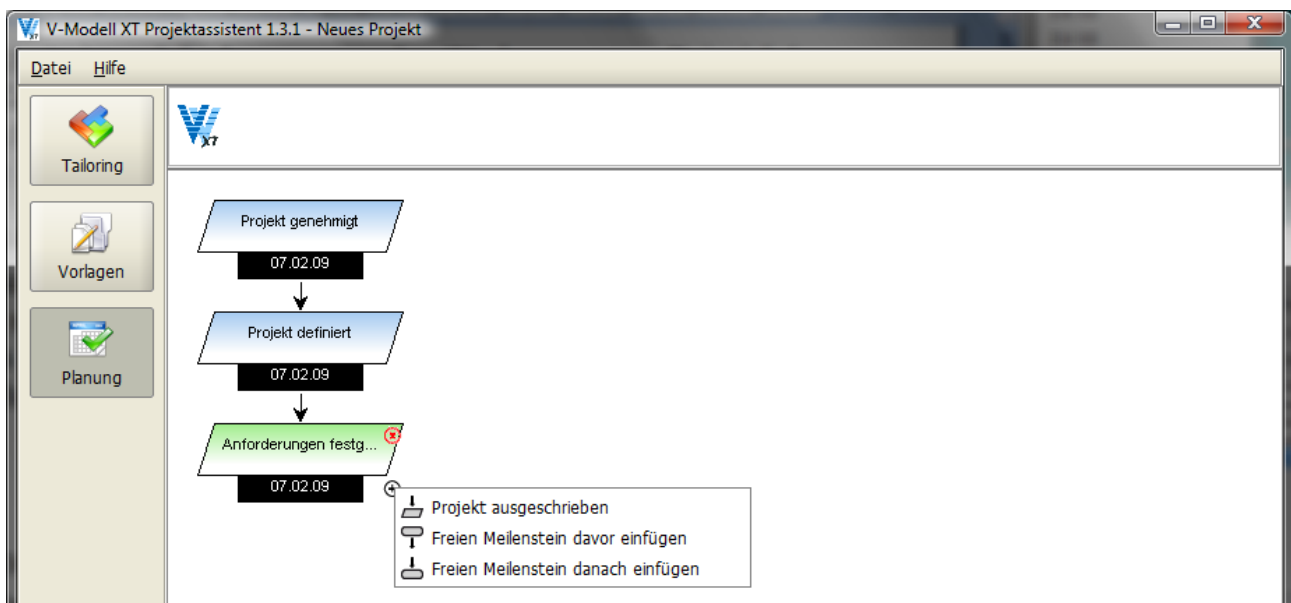 V-Modell XT Projektassistent 1.3.1 - Neues Projekt
Datei Hilfe
Tailoring
Vorlagen
Planung
XT
Projekt genehmigt
07.02.09
Projekt definiert
07.02.09
Anforderungen festg...
07.02.09
Projekt ausgeschrieben
Freien Meilenstein davor einfügen
Freien Meilenstein danach einfügen